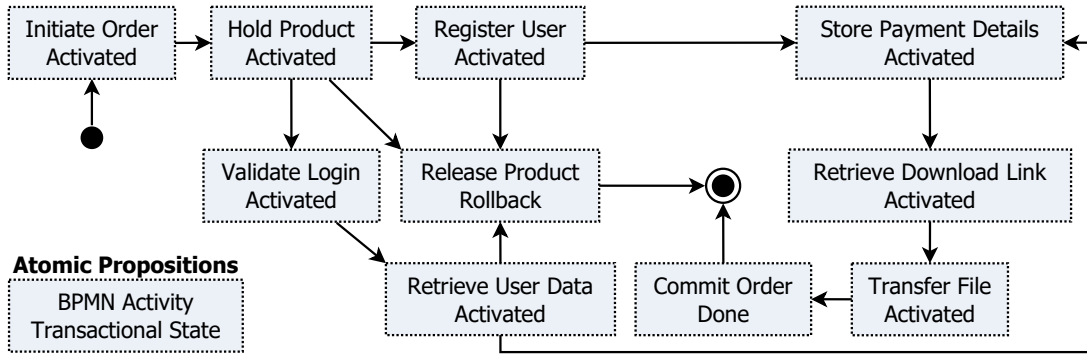 Initiate Order
Activated
Hold Product
Activated
Register User
Activated
Store Payment Details
Activated
Validate Login
Activated
Release Product
Rollback
Retrieve Download Link
Activated
Atomic Propositions
BPMN Activity
Transactional State
Retrieve User Data
Activated
Commit Order
Done
Transfer File
Activated